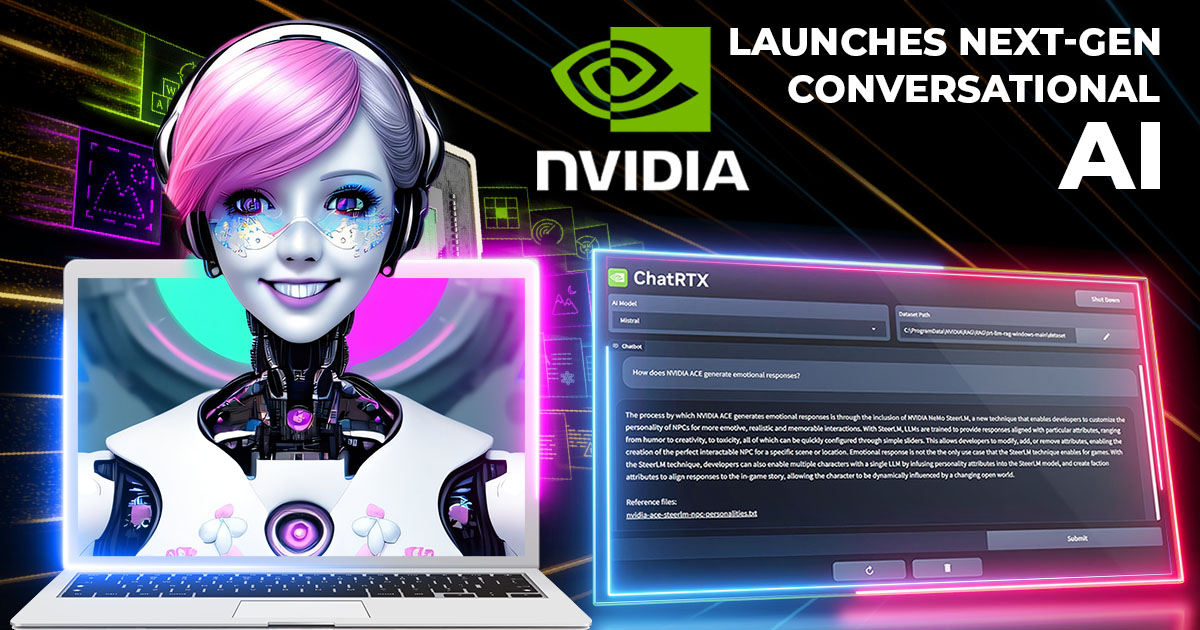 LAUNCHES NEXT-GEN
CONVERSATIONAL
AI
NVIDIA
ChatRTX
Shut Down
AI Model
Mistral
Dataset Path
Chatbot
How does NVIDIA ACE generate emotional responses?
The process by which NVIDIA ACE generates emotional responses is through the inclusion of NVIDIA NeMo SteerLM, a new technique that enables developers to customize the
personality of NPCs for more emotive, realistic and memorable interactions. With SteerLM, LLMs are trained to provide responses aligned with particular attributes, ranging
from humor to creativity, to toxicity, all of which can be quickly configured through simple sliders. This allows developers to modify, add, or remove attributes, enabling the
creation of the perfect interactable NPC for a specific scene or location. Emotional response is not the the only use case that the SteerLM technique enables for games. With
the SteerLM technique, developers can also enable multiple characters with a single LLM by infusing personality attributes into the SteerLM model, and create faction
attributes to align responses to the in-game story, allowing the character to be dynamically influenced by a changing open world.
Reference files:
nvidia-ace-steerlm-npc-personalities.txt
Submit